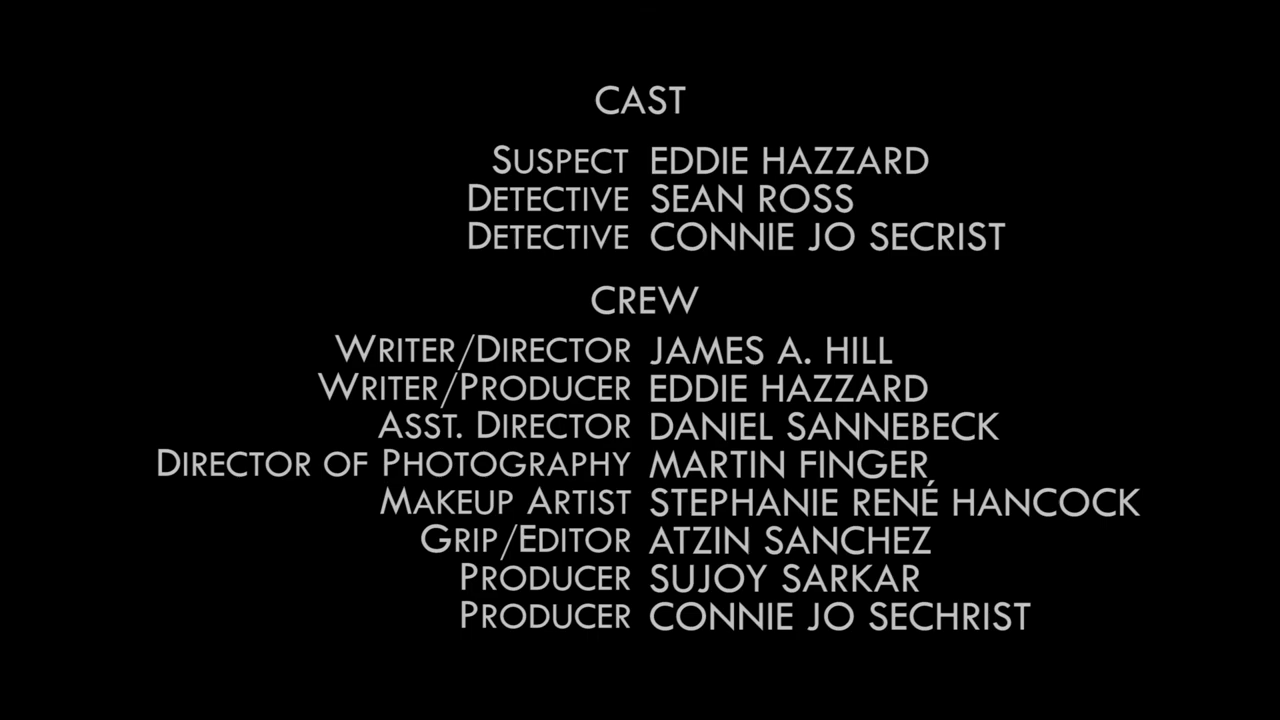 CAST
SUSPECT EDDIE HAZZARD
DETECTIVE SEAN ROSS
DETECTIVE CONNIE JO SECRIST
CREW
WRITER/DIRECTOR JAMES A. HILL
WRITER/PRODUCER EDDIE HAZZARD
ASST. DIRECTOR DANIEL SANNEBECK
DIRECTOR OF PHOTOGRAPHY MARTIN FINGER
MAKEUP ARTIST STEPHANIE RENÉ HANCOCK
GRIP/EDITOR ATZIN SANCHEZ
PRODUCER SUJOY SARKAR
PRODUCER CONNIE JO SECHRIST